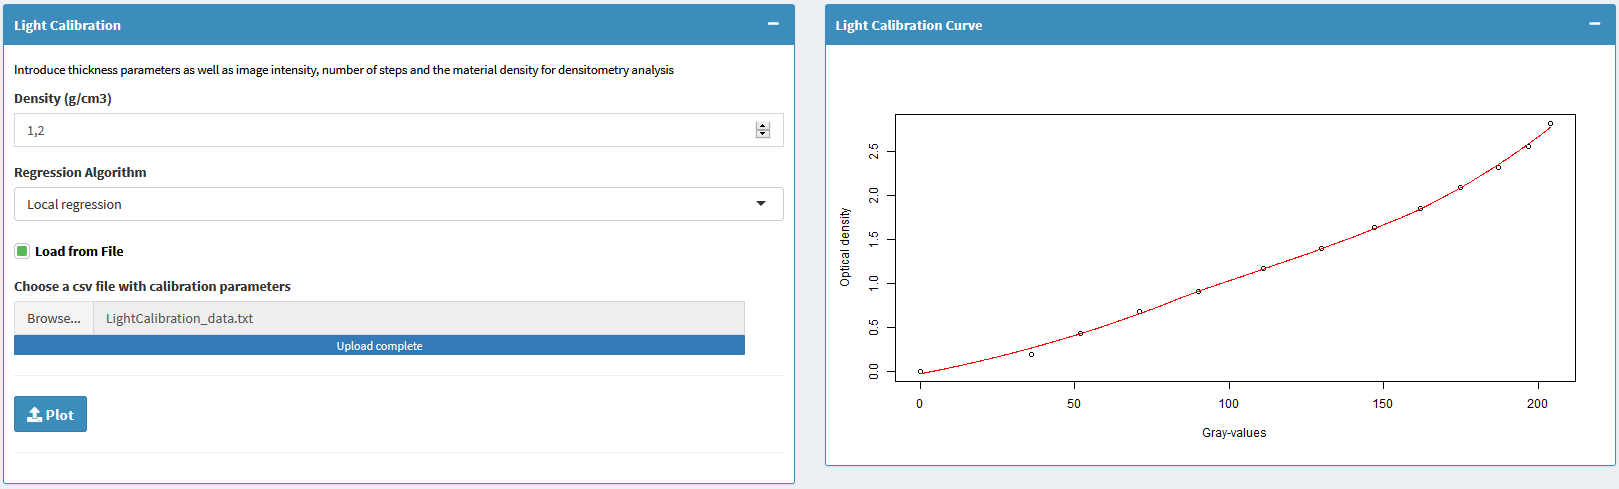 Light Calibration
Introduce thickness parameters as well as image intensity, number of steps and the material density for densitometry analysis
Density (g/cm3)
1,2
Regression Algorithm
Local regression
Load from File
Choose a csv file with calibration parameters
Browse... LightCalibration_data.txt
Upload complete
Plot
Light Calibration Curve
Optical density
2.5
2.0
1.5
1.0
0.5
0.0
0 50 100 150 200
Gray-values